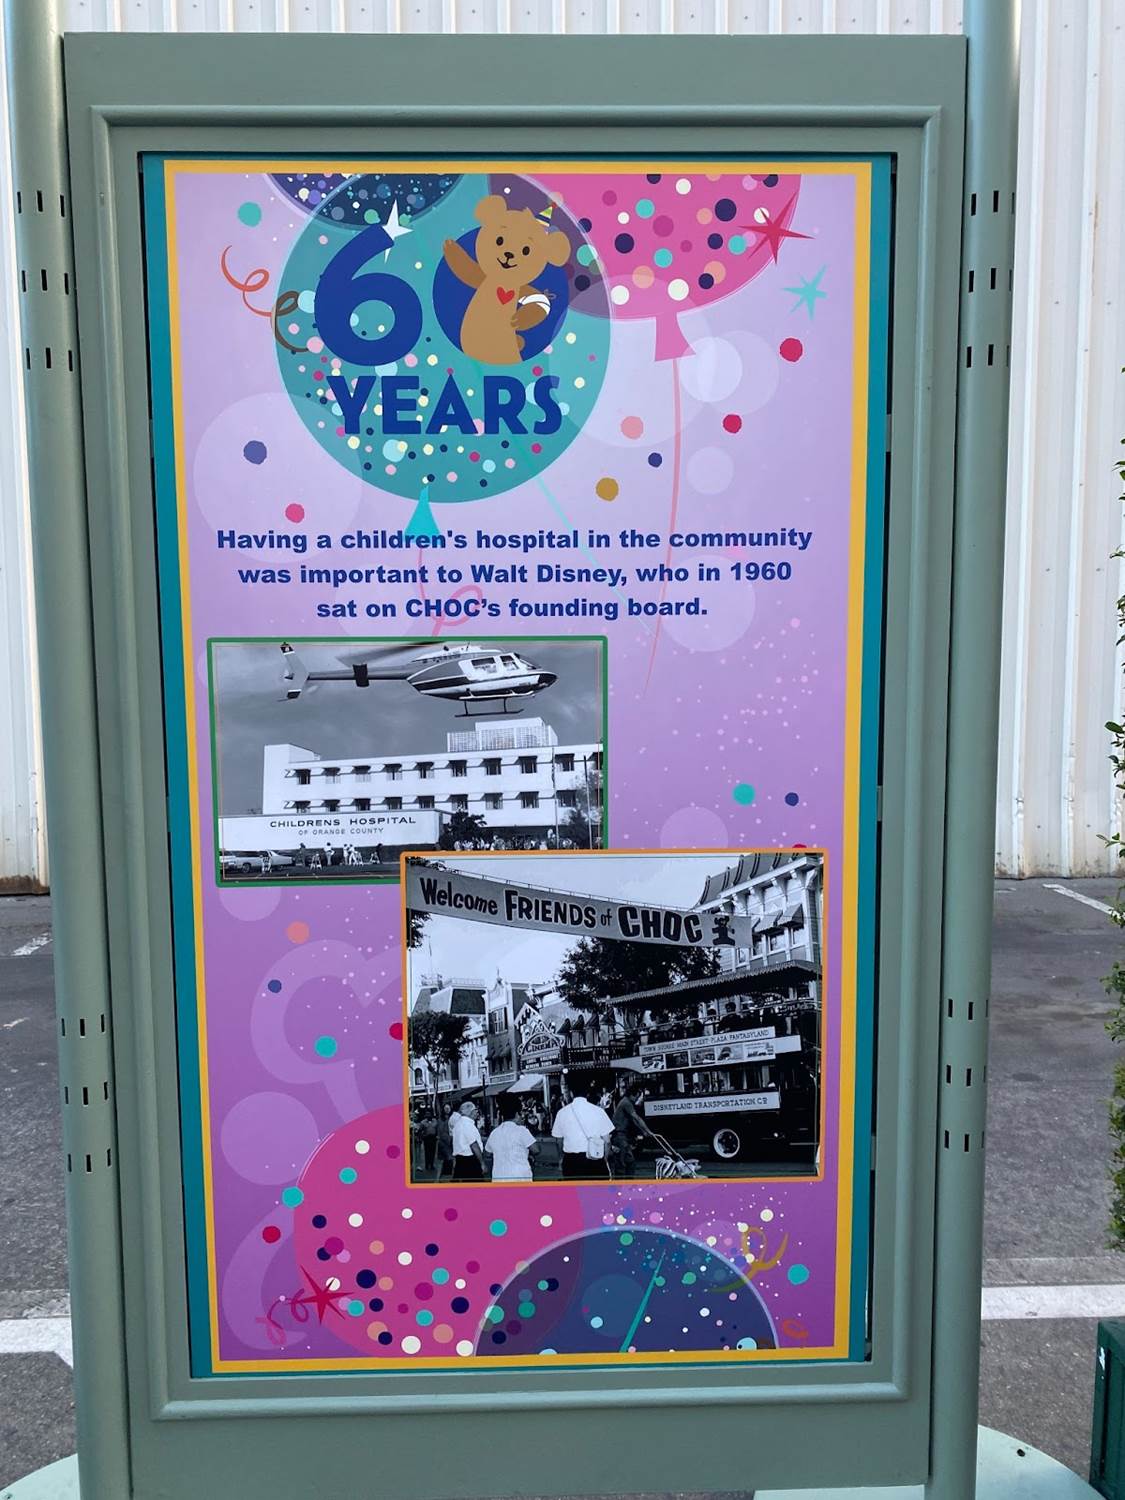 60
YEARS
Having a children's hospital in the community
was important to Walt Disney, who in 1960
sat on CHOC’s founding board.
CHILDRENS HOSPITAL
OF ORANGE COUNTY
Welcome FRIENDS of CHOC
CINEMA
TOWN SQUARE MAIN STREET PLAZA FANTASYLAND
DISNEYLAND TRANSPORTATION CO